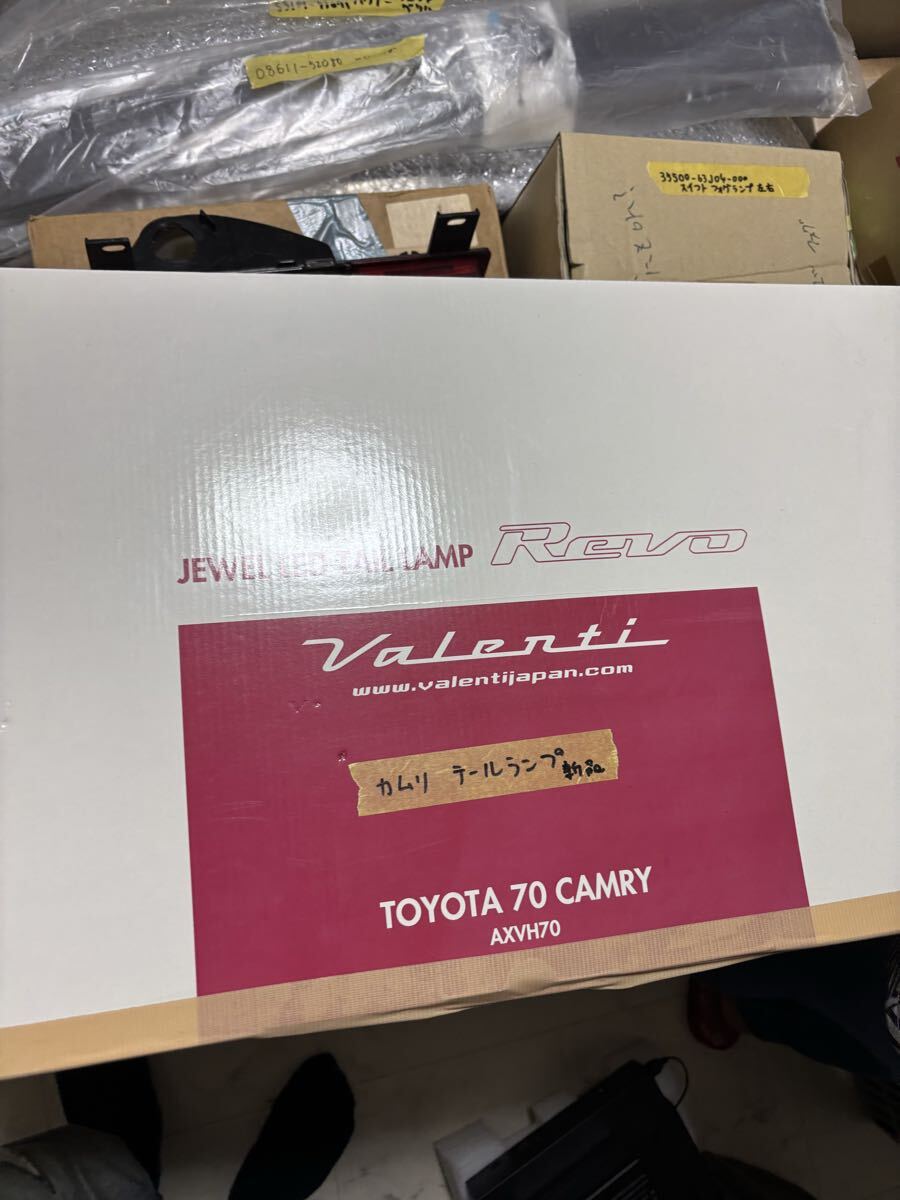 08611-52080
35500-63J04-000
スイフト フォグランプ 左右
JEWEL LED TAIL LAMP Revo
Valenti
www.valentijapan.com
カムリ テールランプ 新品
TOYOTA 70 CAMRY
AXVH70